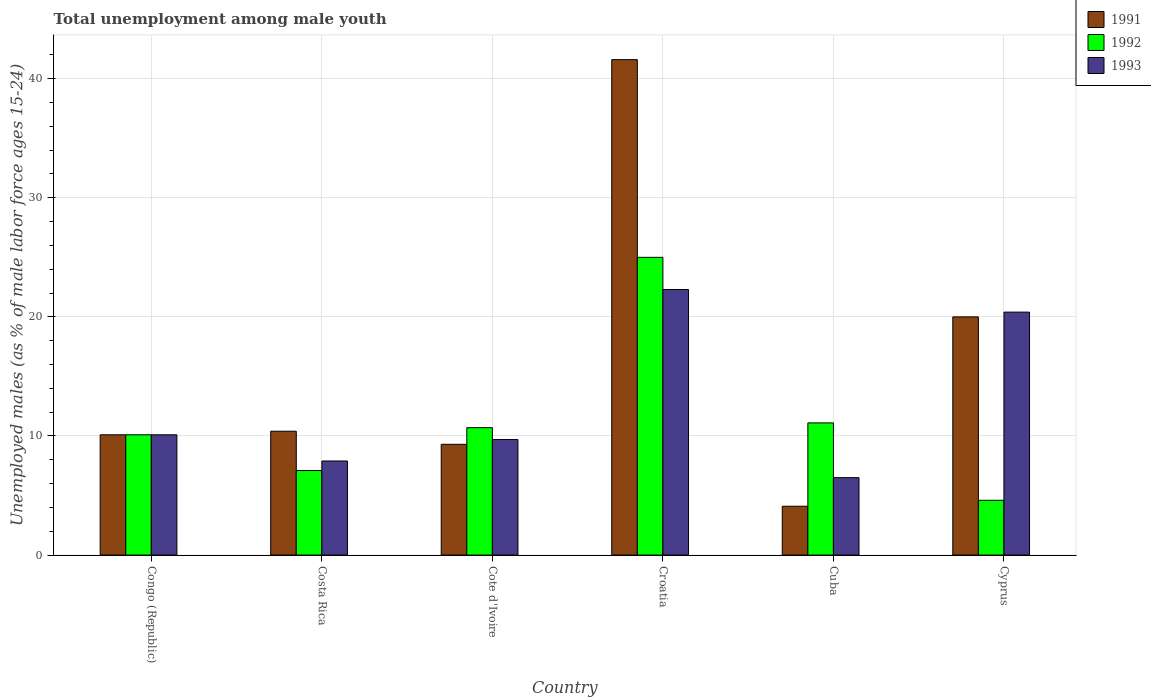 Total unemployment among male youth
1991
1992
1993
Unemployed males (as % of male labor force ages 15-24)
40
30
20
10
0
Congo (Republic)
Costa Rica
Cote d'Ivoire
Croatia
Cuba
Cyprus
Country